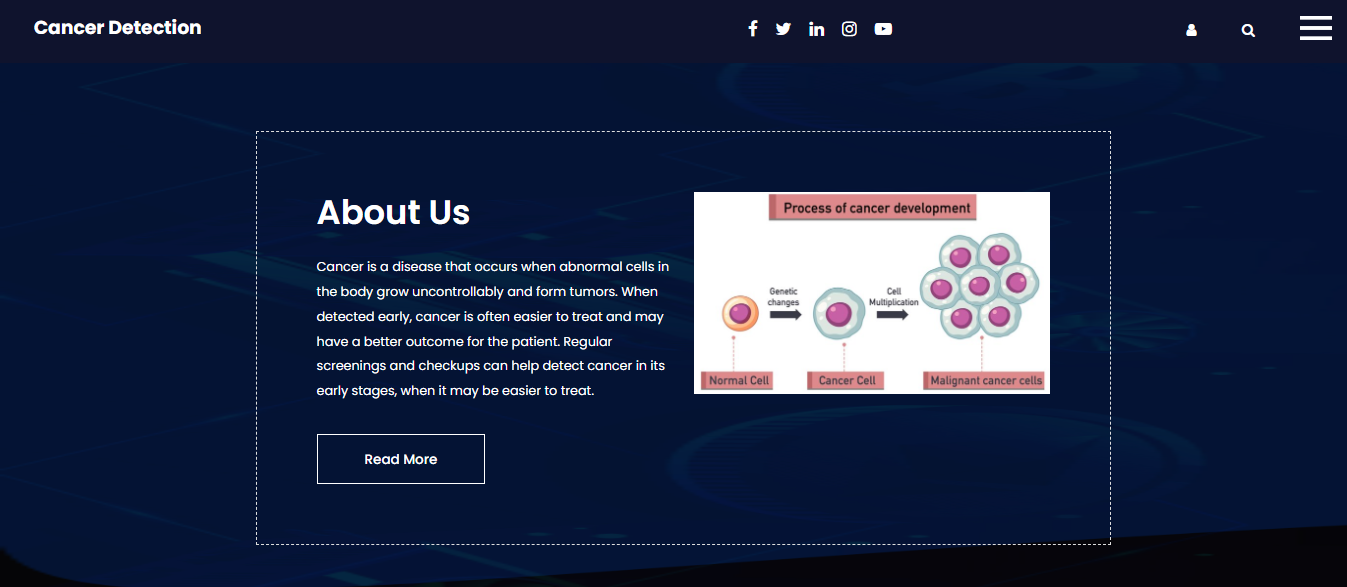 Cancer Detection
About Us
Cancer is a disease that occurs when abnormal cells in
the body grow uncontrollably and form tumors. When
detected early, cancer is often easier to treat and may
have a better outcome for the patient. Regular
screenings and checkups can help detect cancer in its
early stages, when it may be easier to treat.
Read More
Process of cancer development
Genetic
changes
Cell
Multiplication
Normal Cell
Cancer Cell
Malignant cancer cells